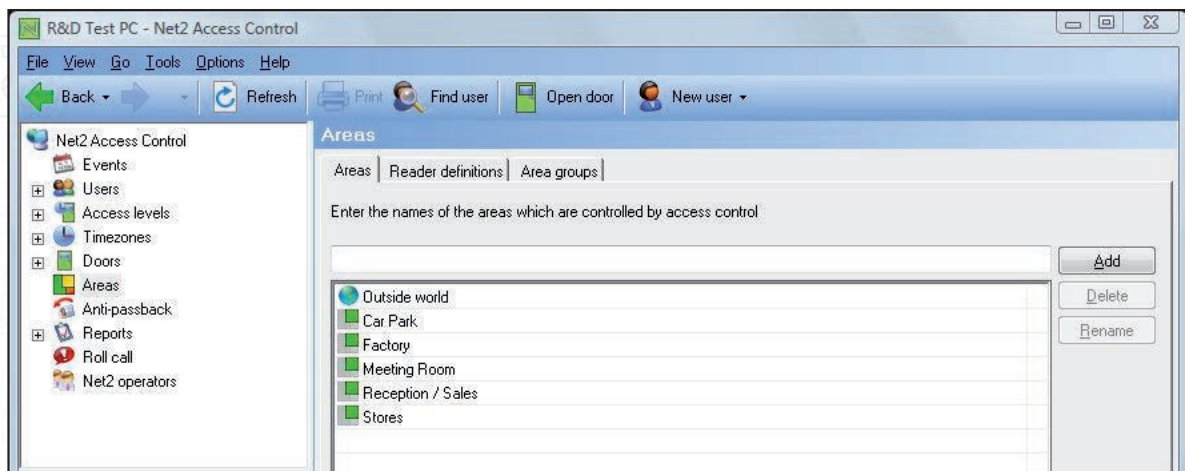 R&D Test PC - Net2 Access Control
File View Go Tools Options Help
Back Refresh Print Find user Open door New user
Net2 Access Control
Events
Users
Access levels
Timezones
Doors
Areas
Anti-passback
Reports
Roll call
Net2 operators
Areas
Areas Reader definitions Area groups
Enter the names of the areas which are controlled by access control
Add
Delete
Rename
Outside world
Car Park
Factory
Meeting Room
Reception / Sales
Stores